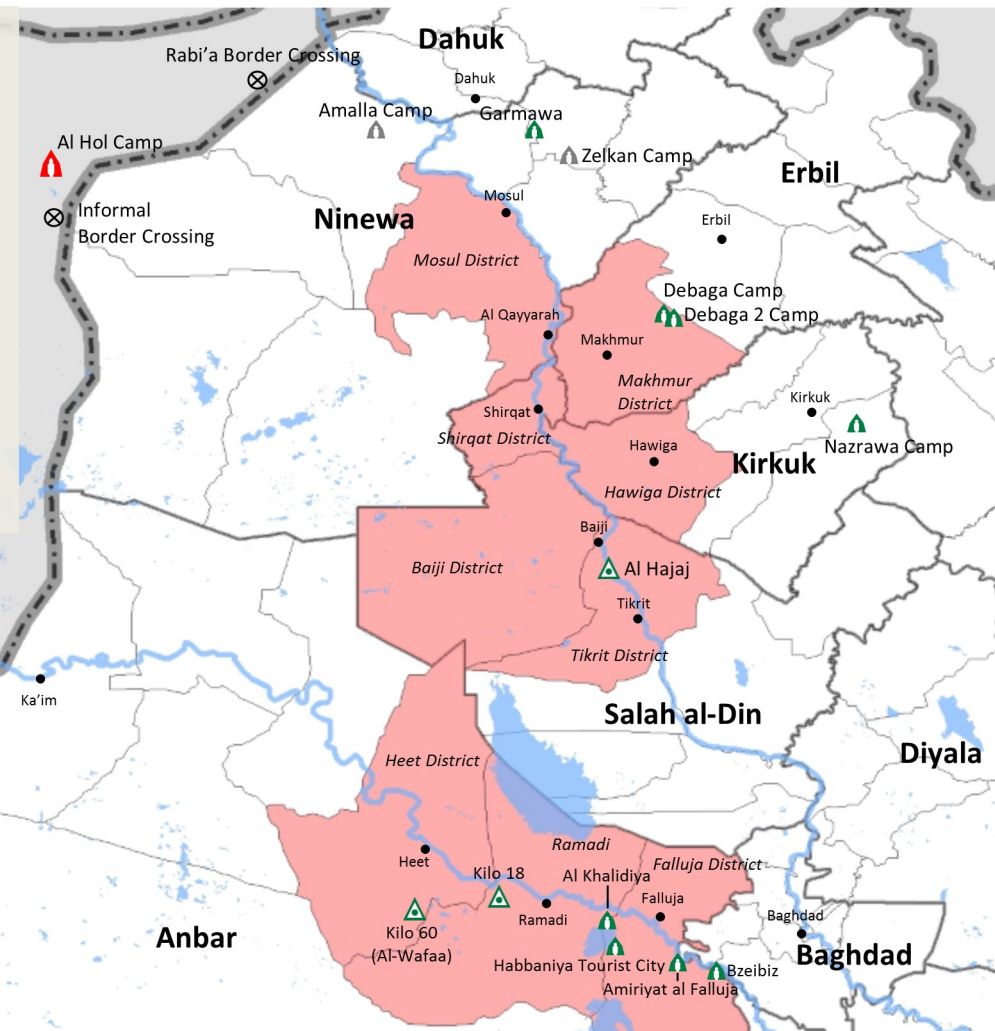 Dahuk
Rabi’a Border Crossing
Dahuk
Amalla Camp
Garmawa
Al Hol Camp
Zelkan Camp
Erbil
Mosul
Informal
Border Crossing
Ninewa
Erbil
Mosul District
Debaga Camp
Al Qayyarah
Debaga 2 Camp
Makhmur
Makhmur
District
Kirkuk
Shirqat
Shirqat District
Hawiga
Nazrawa Camp
Kirkuk
Hawiga District
Baiji
Baiji District
Al Hajaj
Tikrit
Tikrit District
Ka’im
Salah al-Din
Diyala
Heet District
Ramadi
Heet
Falluja District
Kilo 18
Al Khalidiya
Falluja
Ramadi
Baghdad
Kilo 60
(Al-Wafaa)
Anbar
Baghdad
Habbaniya Tourist City
Bzeibiz
Amiriyat al Falluja